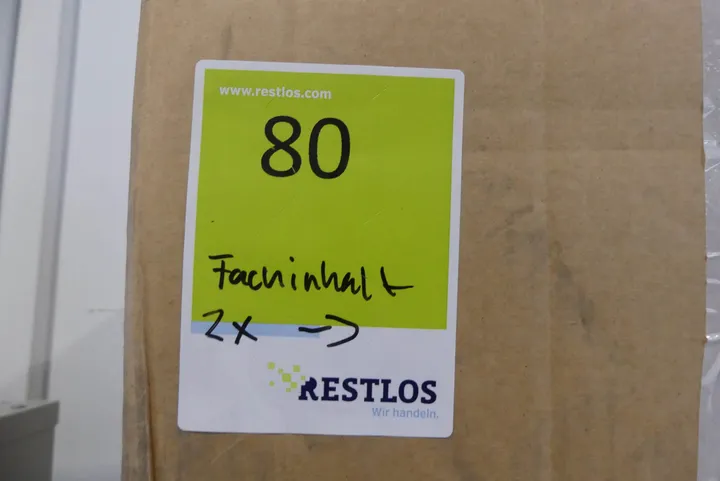 www.restlos.com
80
Fachinhalt
2x →
RESTLOS
Wir handeln.